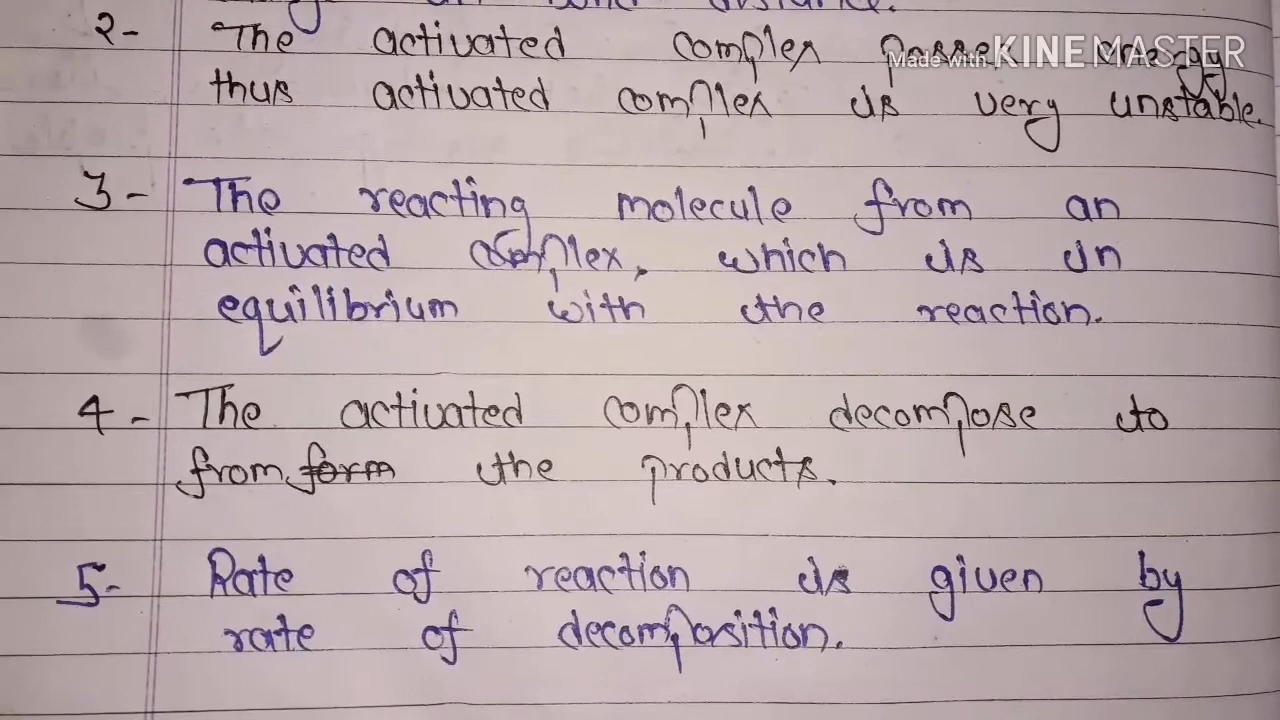 2- The activated complex posses energy
thus activated complex is very unstable.
3- The reacting molecule from an
activated complex, which is in
equilibrium with the reaction.
4- The activated complex decompose to
from form the products.
5- Rate of reaction is given by
rate of decomposition.
Made with KINEMASTER